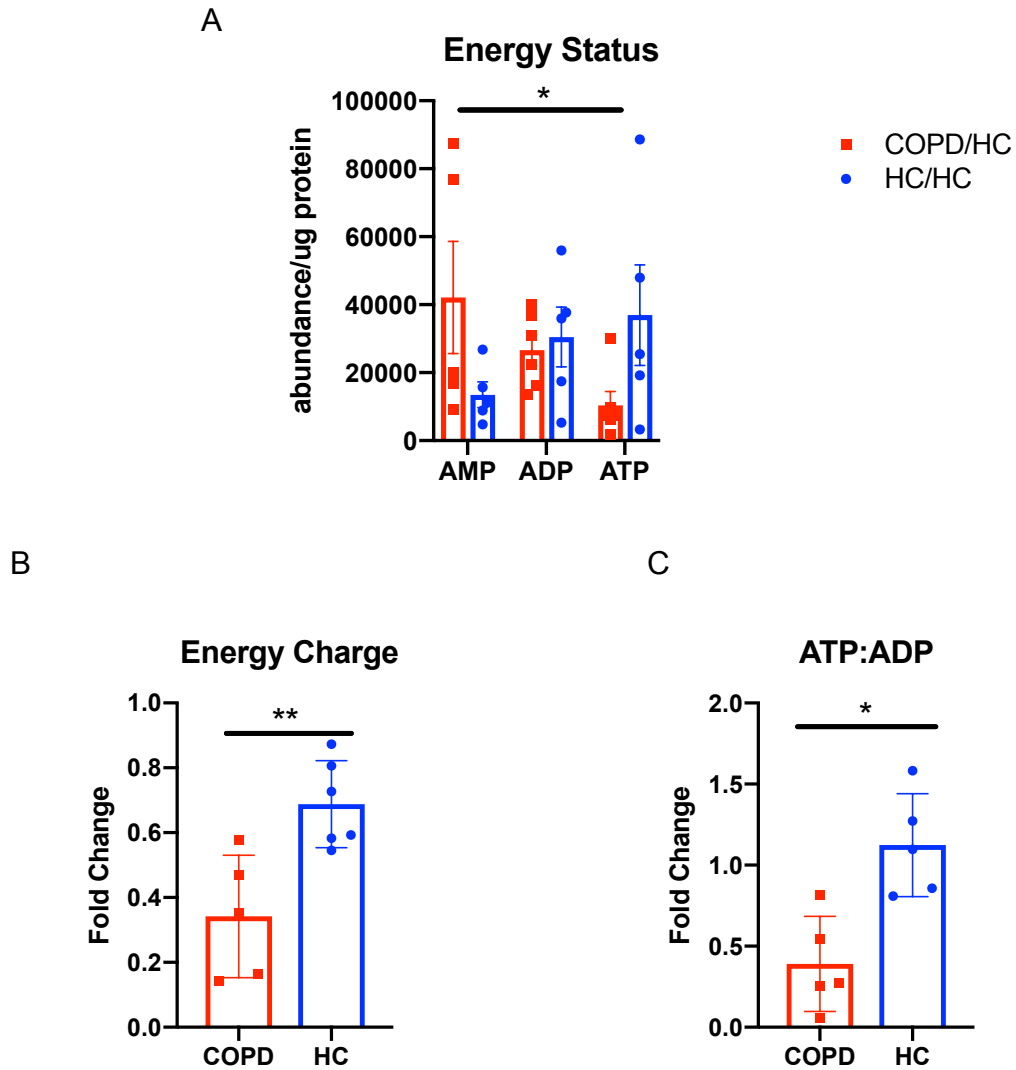 A
Energy Status
abundance/ug protein
100000
80000
60000
40000
20000
0
*
AMP ADP ATP
COPD/HC
HC/HC
B
Energy Charge
Fold Change
1.0
0.8
0.6
0.4
0.2
0.0
**
COPD HC
C
ATP:ADP
Fold Change
2.0
1.5
1.0
0.5
0.0
*
COPD HC